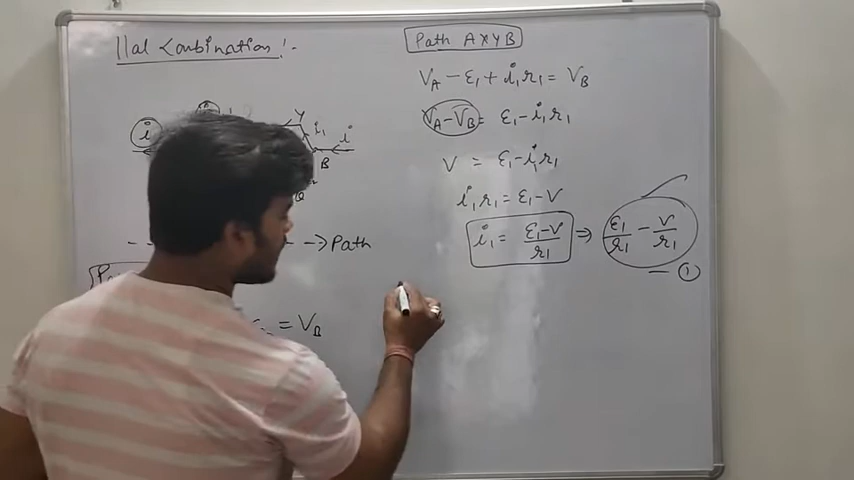 11al Combination :-
i
Y
i₁
i
B
--- -> Path
= V_B
Path AXYB
V_A - ε₁ + i₁r₁ = V_B
V_A - V_B = ε₁ - i₁r₁
V = ε₁ - i₁r₁
i₁r₁ = ε₁ - V
i₁ = (ε₁ - V)/r₁ ⇒ ε₁/r₁ - V/r₁
— ①